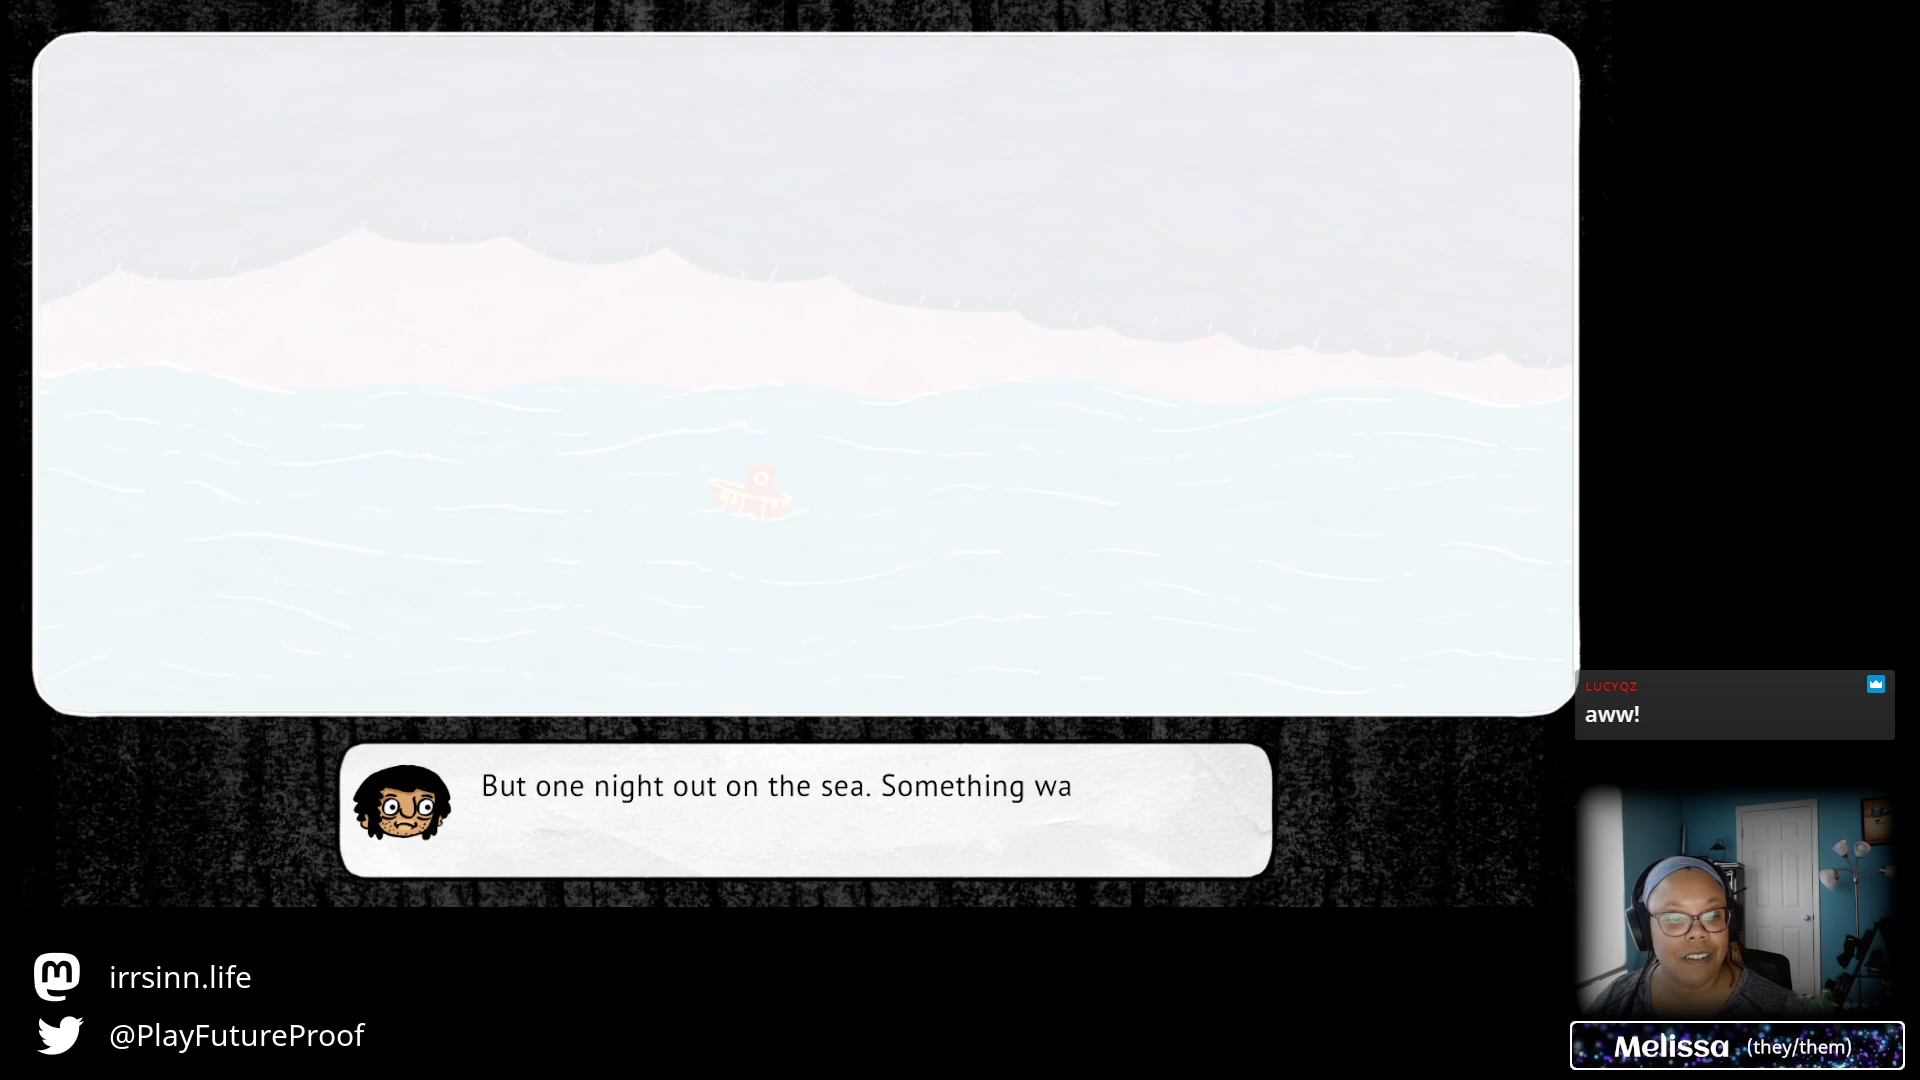 LUCYQZ
aww!
But one night out on the sea. Something wa
irrsinn.life
@PlayFutureProof
Melissa (they/them)